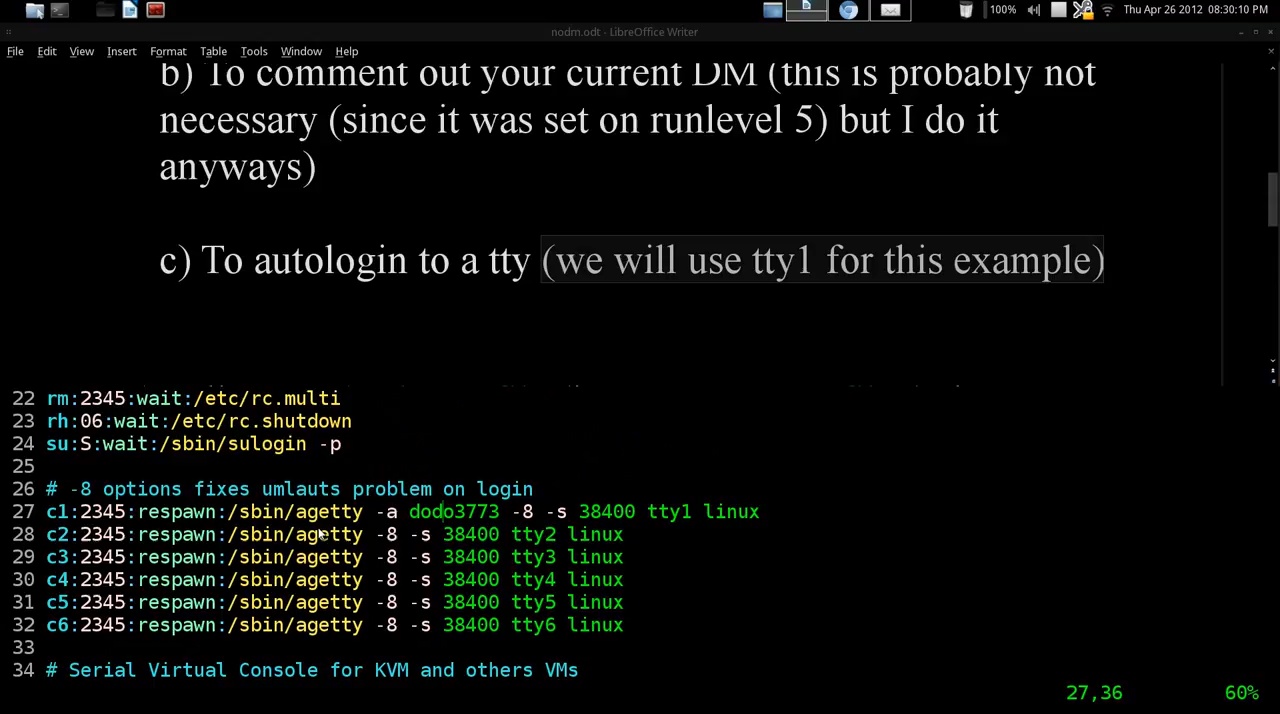 100%
Thu Apr 26 2012 08:30:10 PM
nodm.odt - LibreOffice Writer
File Edit View Insert Format Table Tools Window Help
b) To comment out your current DM (this is probably not
necessary (since it was set on runlevel 5) but I do it
anyways)
c) To autologin to a tty (we will use tty1 for this example)
22 rm:2345:wait:/etc/rc.multi
23 rh:06:wait:/etc/rc.shutdown
24 su:S:wait:/sbin/sulogin -p
25
26 # -8 options fixes umlauts problem on login
27 c1:2345:respawn:/sbin/agetty -a dodo3773 -8 -s 38400 tty1 linux
28 c2:2345:respawn:/sbin/agetty -8 -s 38400 tty2 linux
29 c3:2345:respawn:/sbin/agetty -8 -s 38400 tty3 linux
30 c4:2345:respawn:/sbin/agetty -8 -s 38400 tty4 linux
31 c5:2345:respawn:/sbin/agetty -8 -s 38400 tty5 linux
32 c6:2345:respawn:/sbin/agetty -8 -s 38400 tty6 linux
33
34 # Serial Virtual Console for KVM and others VMs
27,36 60%